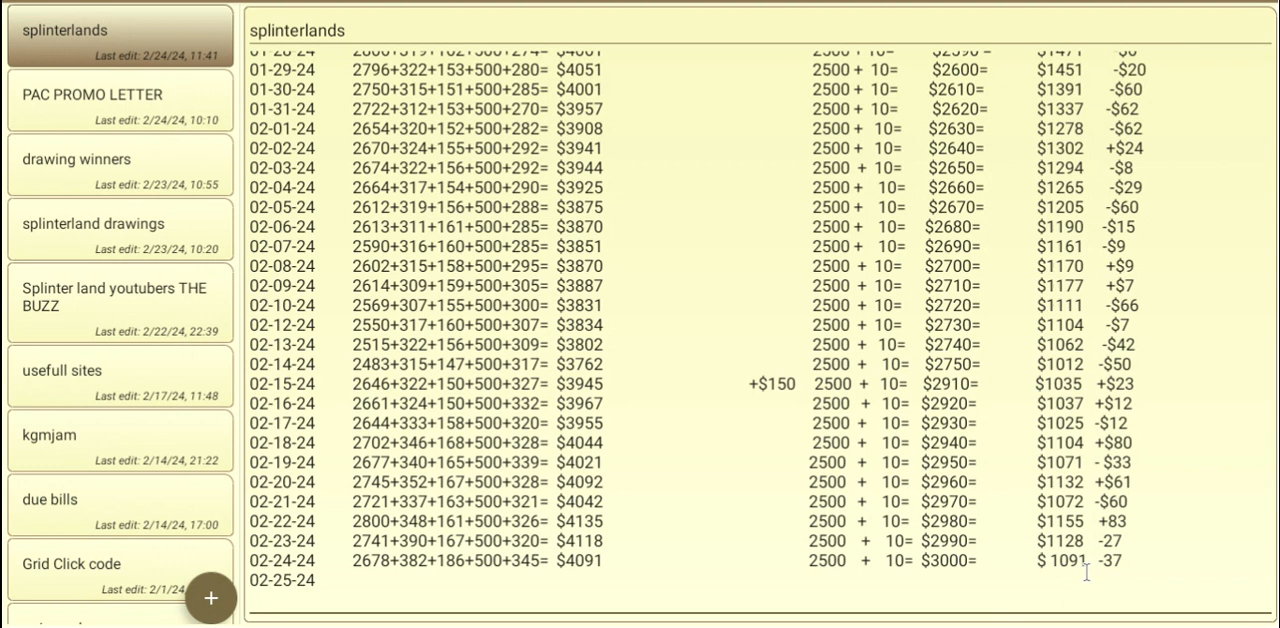 splinterlands
Last edit: 2/24/24, 11:41
PAC PROMO LETTER
Last edit: 2/24/24, 10:10
drawing winners
Last edit: 2/23/24, 10:55
splinterland drawings
Last edit: 2/23/24, 10:20
Splinter land youtubers THE
BUZZ
Last edit: 2/22/24, 22:39
usefull sites
Last edit: 2/17/24, 11:48
kgmjam
Last edit: 2/14/24, 21:22
due bills
Last edit: 2/14/24, 17:00
Grid Click code
Last edit: 2/1/24
+
splinterlands
01-29-24 2796+322+153+500+280= $4051 2500 + 10= $2600= $1451 -$20
01-30-24 2750+315+151+500+285= $4001 2500 + 10= $2610= $1391 -$60
01-31-24 2722+312+153+500+270= $3957 2500 + 10= $2620= $1337 -$62
02-01-24 2654+320+152+500+282= $3908 2500 + 10= $2630= $1278 -$62
02-02-24 2670+324+155+500+292= $3941 2500 + 10= $2640= $1302 +$24
02-03-24 2674+322+156+500+292= $3944 2500 + 10= $2650= $1294 -$8
02-04-24 2664+317+154+500+290= $3925 2500 + 10= $2660= $1265 -$29
02-05-24 2612+319+156+500+288= $3875 2500 + 10= $2670= $1205 -$60
02-06-24 2613+311+161+500+285= $3870 2500 + 10= $2680= $1190 -$15
02-07-24 2590+316+160+500+285= $3851 2500 + 10= $2690= $1161 -$9
02-08-24 2602+315+158+500+295= $3870 2500 + 10= $2700= $1170 +$9
02-09-24 2614+309+159+500+305= $3887 2500 + 10= $2710= $1177 +$7
02-10-24 2569+307+155+500+300= $3831 2500 + 10= $2720= $1111 -$66
02-12-24 2550+317+160+500+307= $3834 2500 + 10= $2730= $1104 -$7
02-13-24 2515+322+156+500+309= $3802 2500 + 10= $2740= $1062 -$42
02-14-24 2483+315+147+500+317= $3762 2500 + 10= $2750= $1012 -$50
02-15-24 2646+322+150+500+327= $3945 +$150 2500 + 10= $2910= $1035 +$23
02-16-24 2661+324+150+500+332= $3967 2500 + 10= $2920= $1037 +$12
02-17-24 2644+333+158+500+320= $3955 2500 + 10= $2930= $1025 -$12
02-18-24 2702+346+168+500+328= $4044 2500 + 10= $2940= $1104 +$80
02-19-24 2677+340+165+500+339= $4021 2500 + 10= $2950= $1071 - $33
02-20-24 2745+352+167+500+328= $4092 2500 + 10= $2960= $1132 +$61
02-21-24 2721+337+163+500+321= $4042 2500 + 10= $2970= $1072 -$60
02-22-24 2800+348+161+500+326= $4135 2500 + 10= $2980= $1155 +83
02-23-24 2741+390+167+500+320= $4118 2500 + 10= $2990= $1128 -27
02-24-24 2678+382+186+500+345= $4091 2500 + 10= $3000= $ 1091 -37
02-25-24